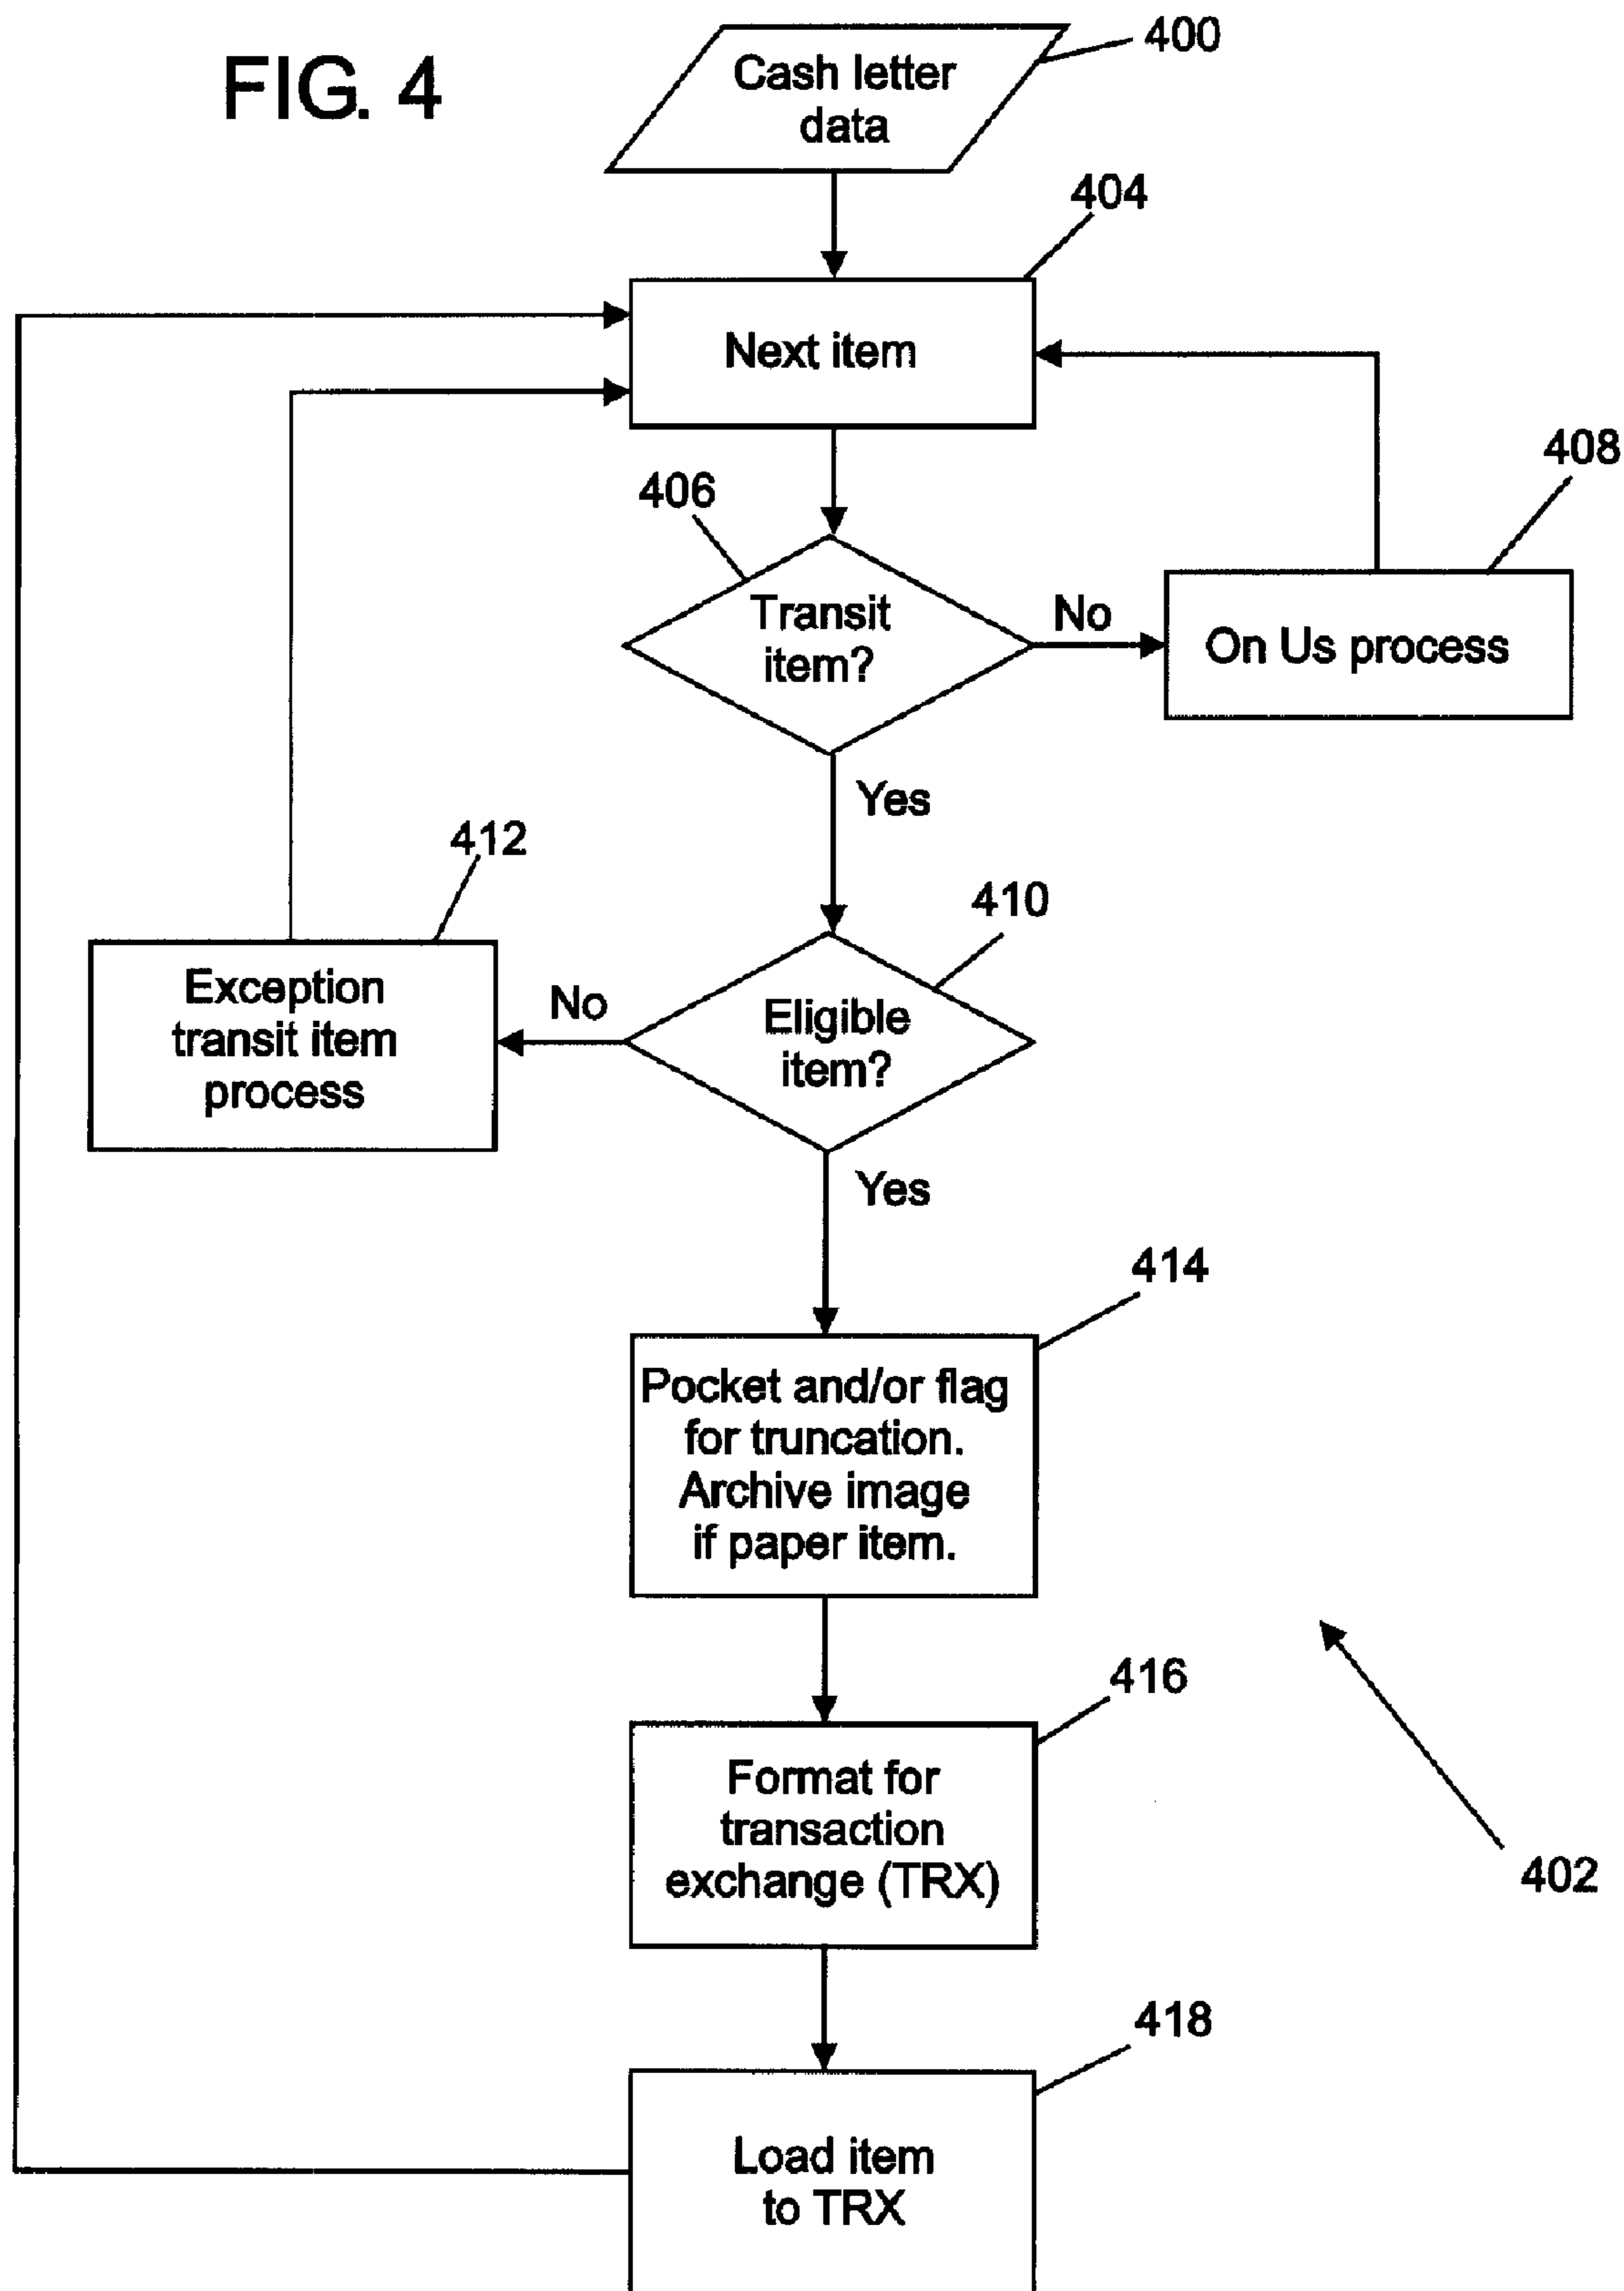 FIG. 4
400
Cash letter
data
404
Next item
406
408
Transit
item?
No
On Us process
Yes
412
410
Exception
transit item
process
No
Eligible
item?
Yes
414
Pocket and/or flag
for truncation.
Archive image
if paper item.
416
Format for
transaction
exchange (TRX)
402
418
Load item
to TRX